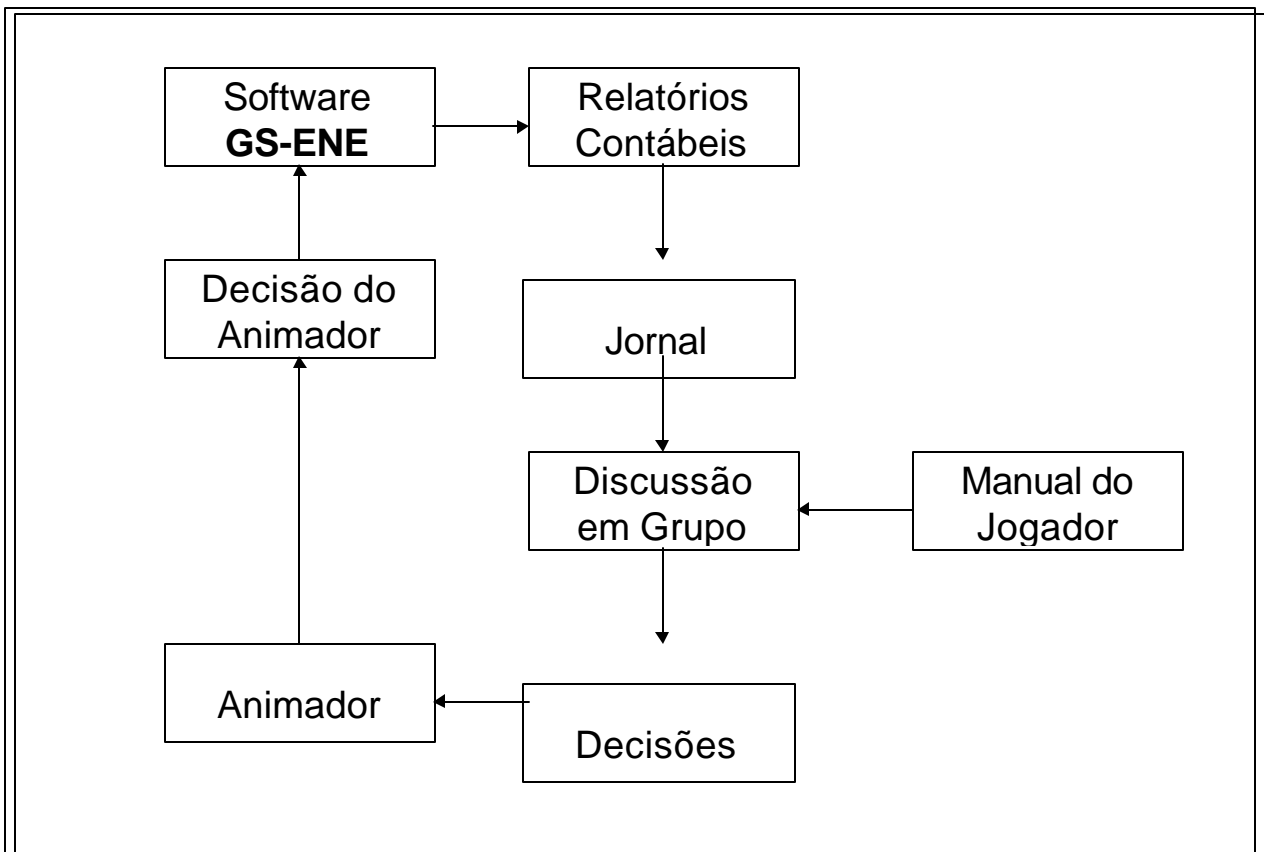 Software
GS-ENE
Relatórios
Contábeis
Decisão do
Animador
Jornal
Discussão
em Grupo
Manual do
Jogador
Animador
Decisões